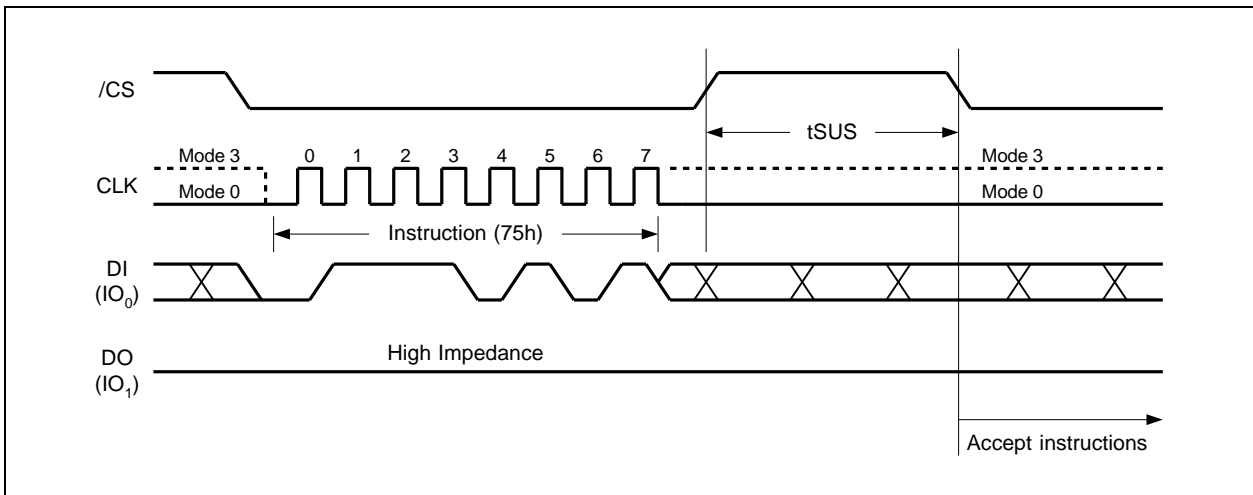 /CS
tSUS
Mode 3 0 1 2 3 4 5 6 7 Mode 3
CLK
Mode 0 Mode 0
Instruction (75h)
DI
(IO₀)
High Impedance
DO
(IO₁)
Accept instructions